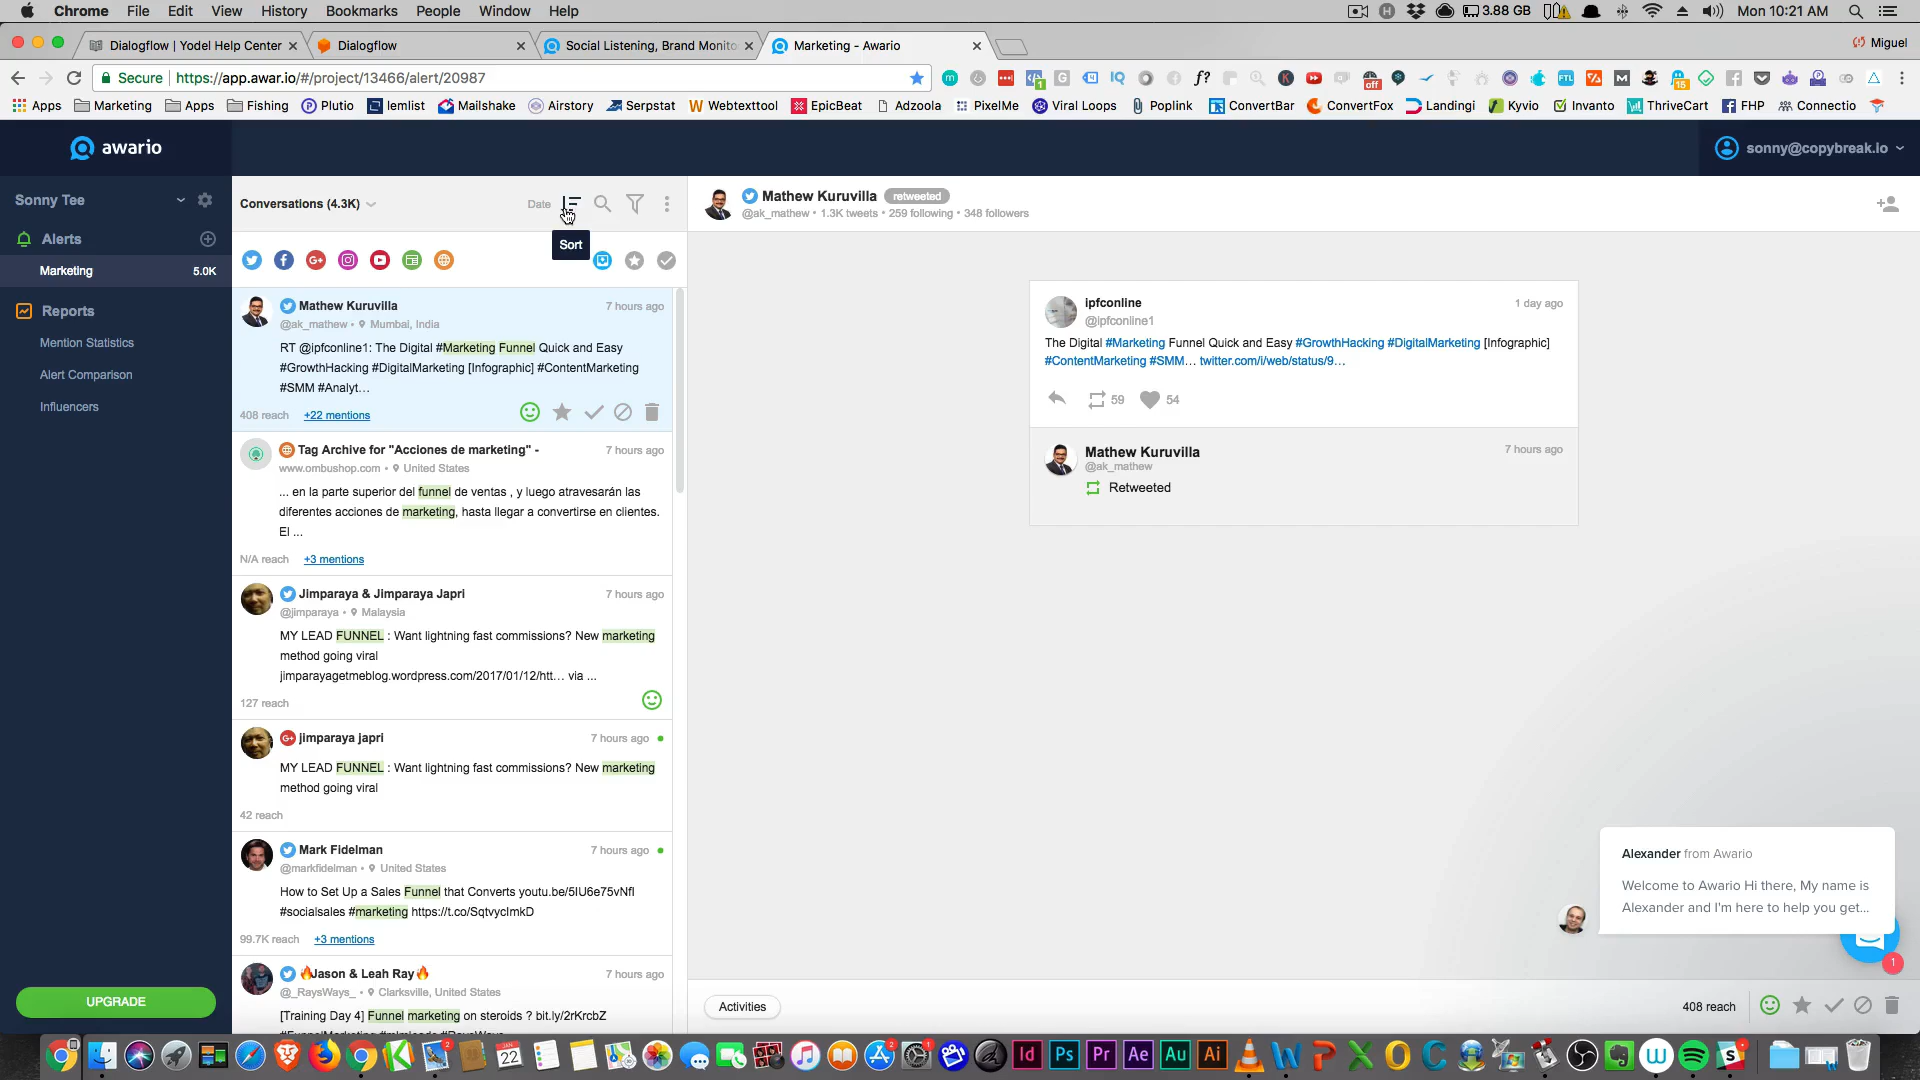 Chrome File Edit View History Bookmarks People Window Help 3.88 GB Mon 10:21 AM
Dialogflow | Yodel Help Center Dialogflow Social Listening, Brand Monito Marketing - Awario Miguel
Secure https://app.awar.io/#/project/13466/alert/20987
Apps Marketing Apps Fishing Plutio lemlist Mailshake Airstory Serpstat Webtexttool EpicBeat Adzoola PixelMe Viral Loops Poplink ConvertBar ConvertFox Landingi Kyvio Invanto ThriveCart FHP Connectio
awario
sonny@copybreak.io
Sonny Tee
Alerts
Marketing 5.0K
Reports
Mention Statistics
Alert Comparison
Influencers
UPGRADE
Conversations (4.3K) Date
Sort
Mathew Kuruvilla 7 hours ago
@ak_mathew • Mumbai, India
RT @ipfconline1: The Digital #Marketing Funnel Quick and Easy
#GrowthHacking #DigitalMarketing [Infographic] #ContentMarketing
#SMM #Analyt…
408 reach +22 mentions
Tag Archive for "Acciones de marketing" - 7 hours ago
www.ombushop.com • United States
... en la parte superior del funnel de ventas , y luego atravesarán las
diferentes acciones de marketing, hasta llegar a convertirse en clientes.
El ...
N/A reach +3 mentions
Jimparaya & Jimparaya Japri 7 hours ago
@jimparaya • Malaysia
MY LEAD FUNNEL : Want lightning fast commissions? New marketing
method going viral
jimparayagetmeblog.wordpress.com/2017/01/12/htt… via ...
127 reach
jimparaya japri 7 hours ago
MY LEAD FUNNEL : Want lightning fast commissions? New marketing
method going viral
42 reach
Mark Fidelman 7 hours ago
@markfidelman • United States
How to Set Up a Sales Funnel that Converts youtu.be/5IU6e75vNfI
#socialsales #marketing https://t.co/SqtvyclmkD
99.7K reach +3 mentions
Jason & Leah Ray 7 hours ago
@_RaysWays_ • Clarksville, United States
[Training Day 4] Funnel marketing on steroids ? bit.ly/2rKrcbZ
Mathew Kuruvilla retweeted
@ak_mathew • 1.3K tweets • 259 following • 348 followers
ipfconline 1 day ago
@ipfconline1
The Digital #Marketing Funnel Quick and Easy #GrowthHacking #DigitalMarketing [Infographic]
#ContentMarketing #SMM… twitter.com/i/web/status/9…
59 54
Mathew Kuruvilla 7 hours ago
@ak_mathew
Retweeted
Alexander from Awario
Welcome to Awario Hi there, My name is
Alexander and I'm here to help you get...
1
Activities 408 reach